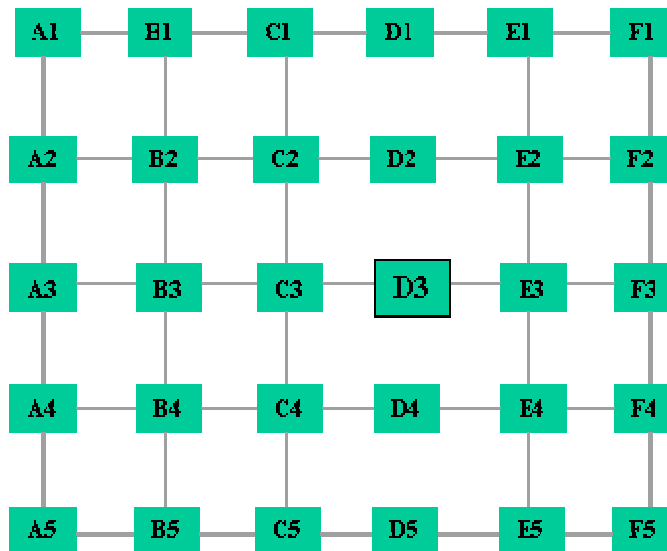 A1 B1 C1 D1 E1 F1
A2 B2 C2 D2 E2 F2
A3 B3 C3 D3 E3 F3
A4 B4 C4 D4 E4 F4
A5 B5 C5 D5 E5 F5